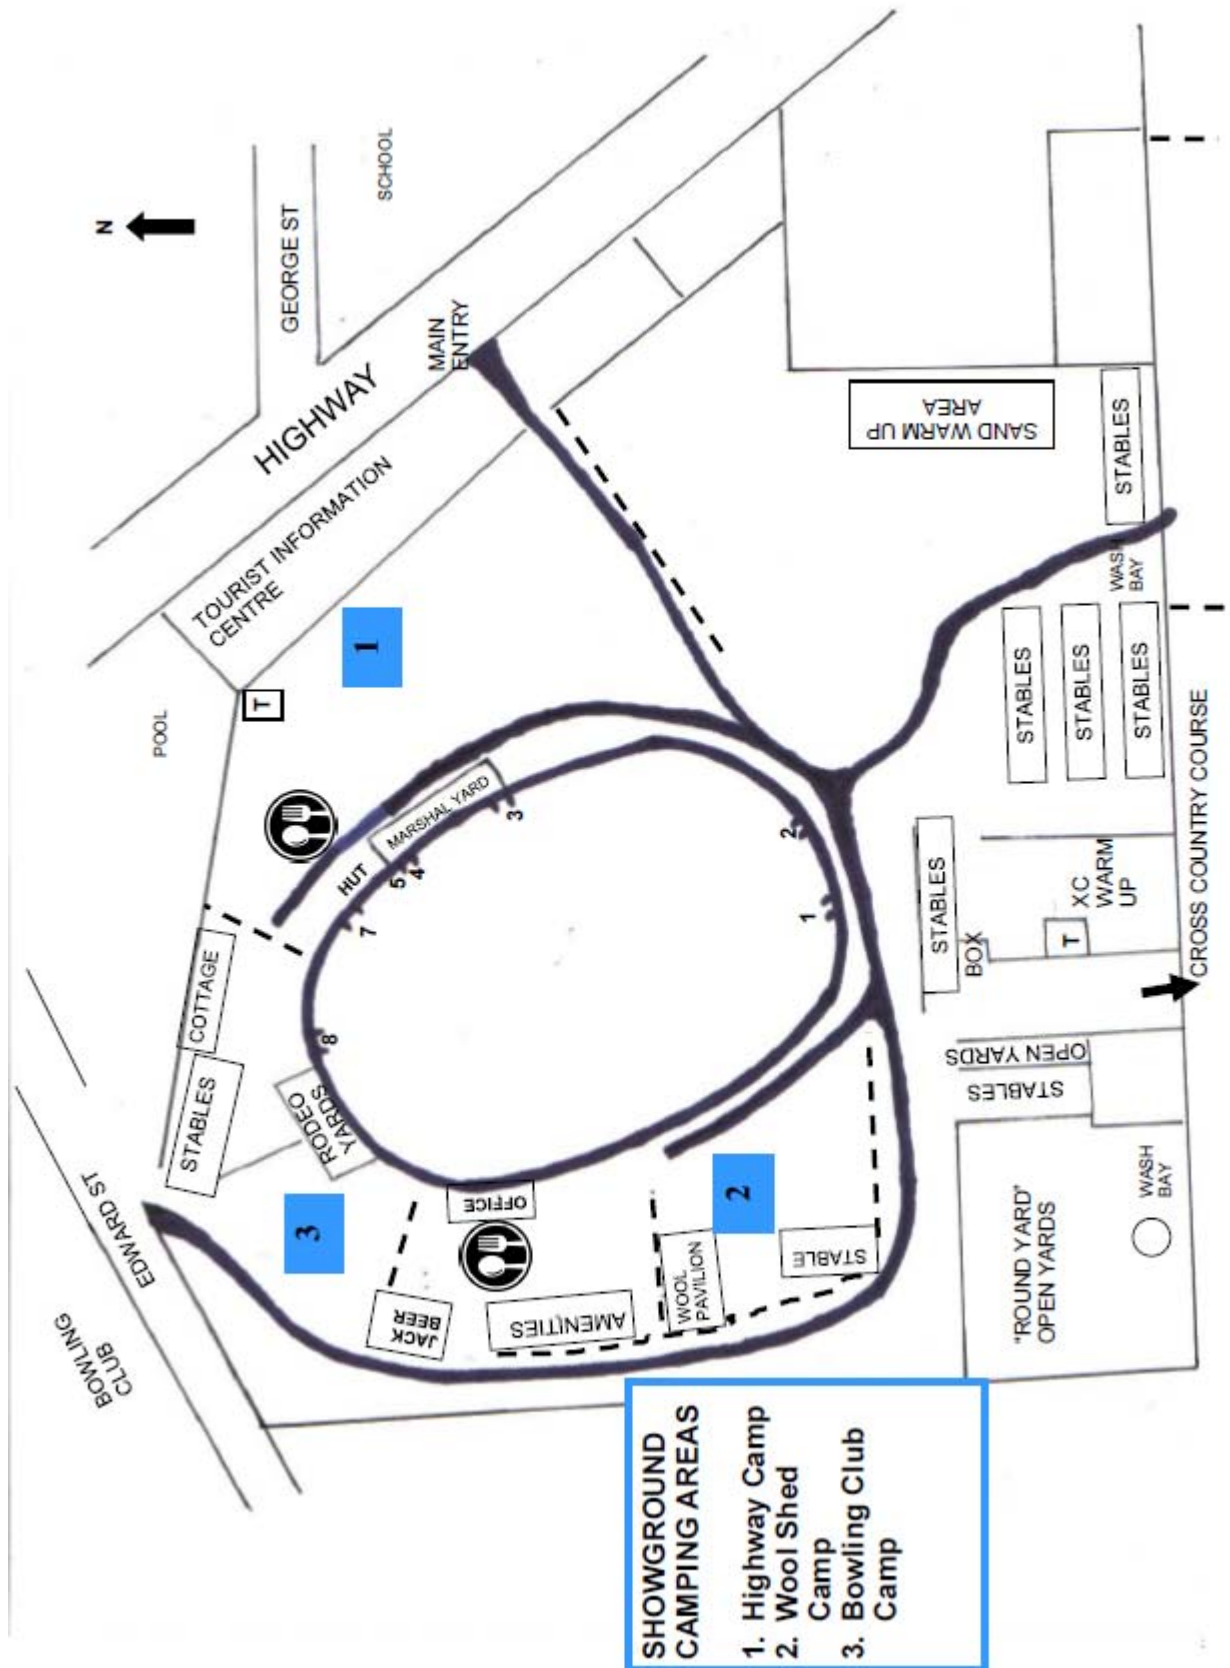 N
GEORGE ST
SCHOOL
HIGHWAY
MAIN
ENTRY
TOURIST INFORMATION
CENTRE
POOL
T
1
MARSHAL YARD
HUT
3
4
5
7
8
2
1
COTTAGE
STABLES
RODEO
YARDS
EDWARD ST
BOWLING
CLUB
3
OFFICE
JACK
BEER
AMENITIES
WOOL
PAVILION
2
STABLE
SAND WARM UP
AREA
STABLES
WASH
BAY
STABLES
STABLES
STABLES
STABLES
BOX
XC
WARM
UP
T
CROSS COUNTRY COURSE
OPEN YARDS
STABLES
"ROUND YARD"
OPEN YARDS
WASH
BAY
SHOWGROUND
CAMPING AREAS
1. Highway Camp
2. Wool Shed
Camp
3. Bowling Club
Camp